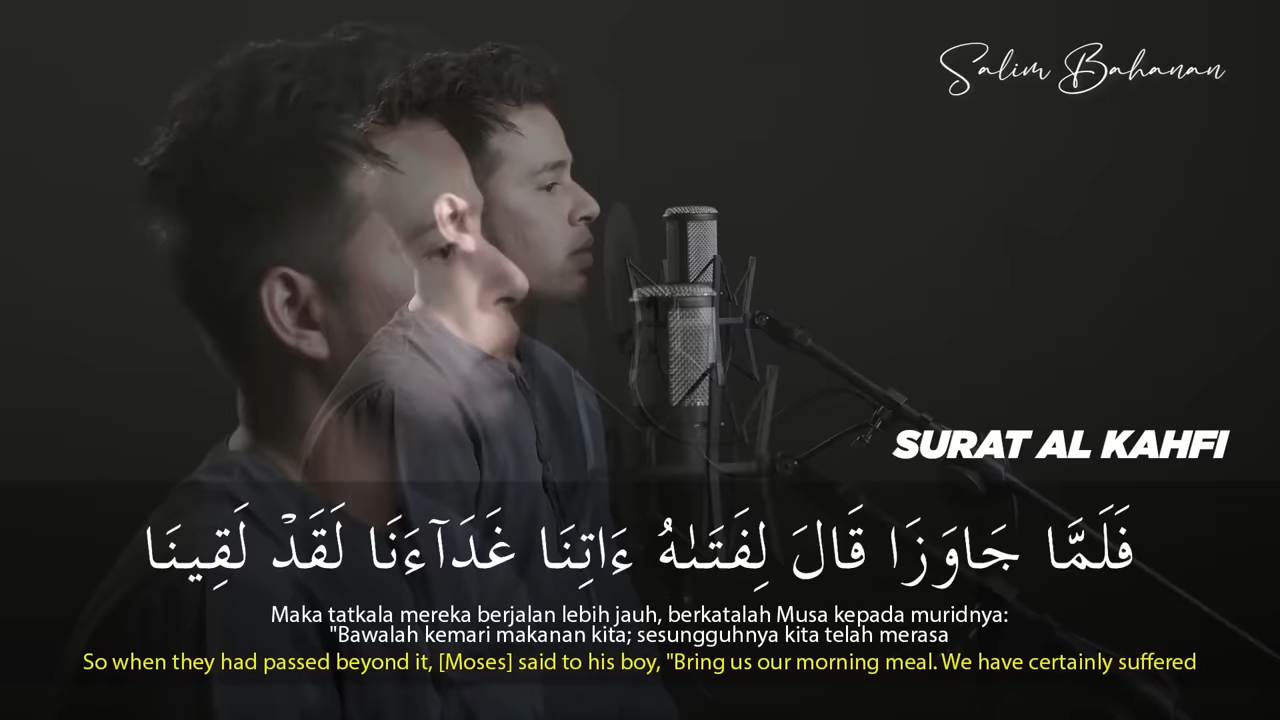 Salim Bahanan
SURAT AL KAHFI
فَلَمَّا جَاوَزَا قَالَ لِفَتَىٰهُ ءَاتِنَا غَدَآءَنَا لَقَدْ لَقِينَا
Maka tatkala mereka berjalan lebih jauh, berkatalah Musa kepada muridnya:
"Bawalah kemari makanan kita; sesungguhnya kita telah merasa
So when they had passed beyond it, [Moses] said to his boy, "Bring us our morning meal. We have certainly suffered